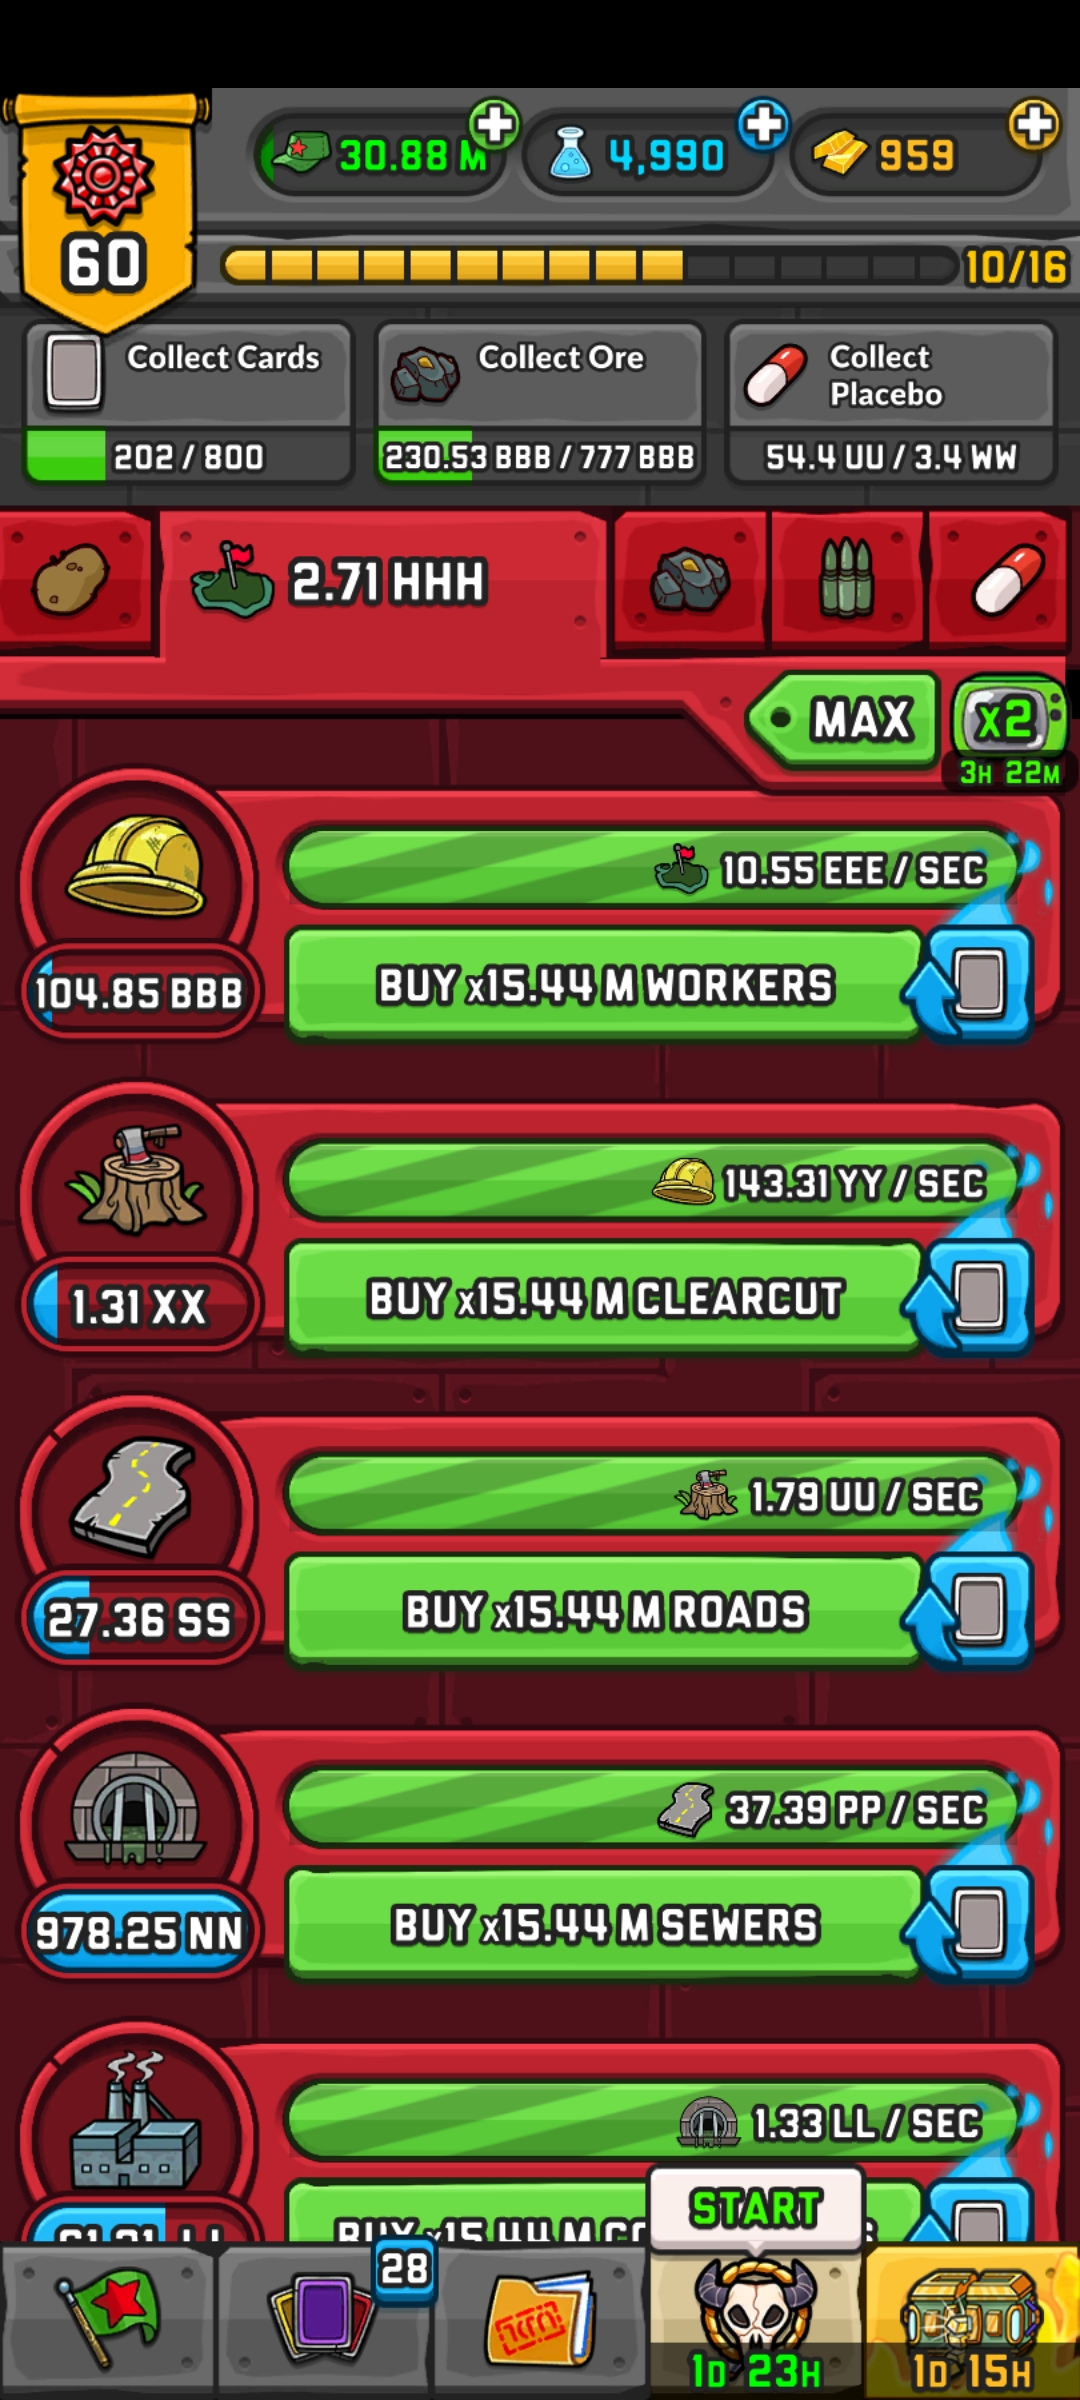 30.88 M
4,990
959
60
10/16
Collect Cards
202 / 800
Collect Ore
230.53 BBB / 777 BBB
Collect
Placebo
54.4 UU / 3.4 WW
2.71 HHH
MAX
x2
3H 22M
10.55 EEE / SEC
104.85 BBB
BUY x15.44 M WORKERS
143.31 YY / SEC
1.31 XX
BUY x15.44 M CLEARCUT
1.79 UU / SEC
27.36 SS
BUY x15.44 M ROADS
37.39 PP / SEC
978.25 NN
BUY x15.44 M SEWERS
1.33 LL / SEC
BUY x15.44 M
START
28
1D 23H
1D 15H